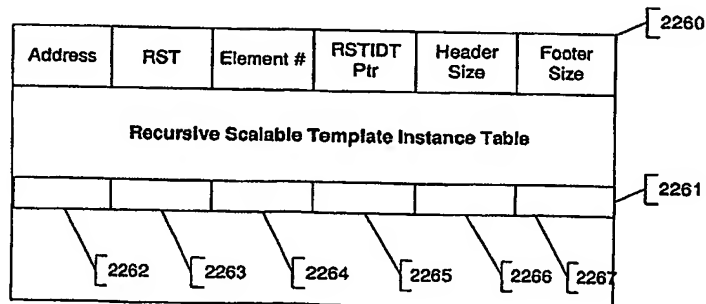 2260
Address RST Element # RSTIDT Ptr Header Size Footer Size
Recursive Scalable Template Instance Table
2261
2262 2263 2264 2265 2266 2267